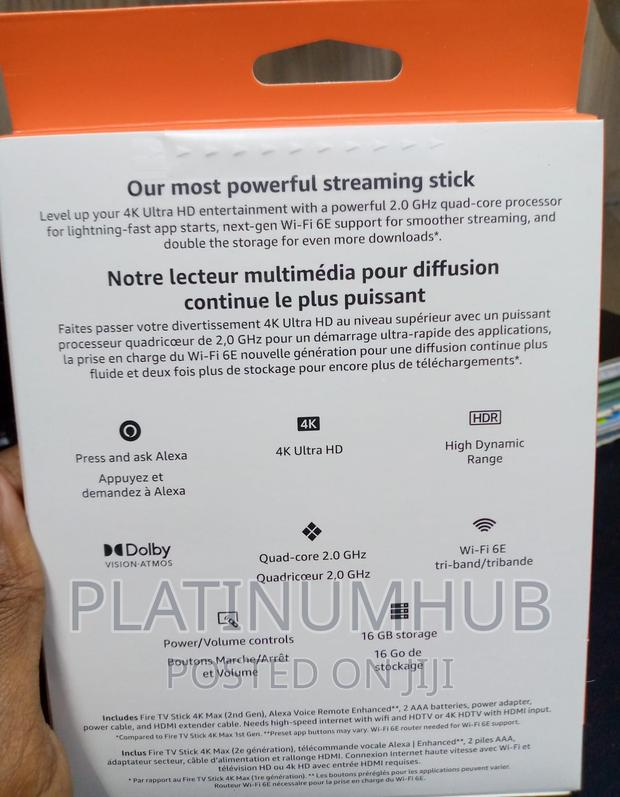 Our most powerful streaming stick
Level up your 4K Ultra HD entertainment with a powerful 2.0 GHz quad-core processor
for lightning-fast app starts, next-gen Wi-Fi 6E support for smoother streaming, and
double the storage for even more downloads*.
Notre lecteur multimédia pour diffusion
continue le plus puissant
Faites passer votre divertissement 4K Ultra HD au niveau supérieur avec un puissant
processeur quadricœur de 2,0 GHz pour un démarrage ultra-rapide des applications,
la prise en charge du Wi-Fi 6E nouvelle génération pour une diffusion continue plus
fluide et deux fois plus de stockage pour encore plus de téléchargements*.
Press and ask Alexa
Appuyez et
demandez à Alexa
4K
4K Ultra HD
HDR
High Dynamic
Range
Dolby
VISION·ATMOS
Quad-core 2.0 GHz
Quadricœur 2,0 GHz
Wi-Fi 6E
tri-band/tribande
PLATINUMHUB
Power/Volume controls
Boutons Marche/Arrêt
et Volume
16 GB storage
16 Go de
stockage
POSTED ON JIJI
Includes Fire TV Stick 4K Max (2nd Gen), Alexa Voice Remote Enhanced**, 2 AAA batteries, power adapter,
power cable, and HDMI extender cable. Needs high-speed internet with wifi and HDTV or 4K HDTV with HDMI input.
*Compared to Fire TV Stick 4K Max 1st Gen. **Preset app buttons may vary. Wi-Fi 6E router needed for Wi-Fi 6E support.
Inclus Fire TV Stick 4K Max (2e génération), télécommande vocale Alexa | Enhanced**, 2 piles AAA,
adaptateur secteur, câble d'alimentation et rallonge HDMI. Connexion Internet haute vitesse avec Wi-Fi et
télévision HD ou 4k HD avec entrée HDMI requises.
* Par rapport au Fire TV Stick 4K Max (1re génération). ** Les boutons préréglés pour les applications peuvent varier.
Routeur Wi-Fi 6E nécessaire pour la prise en charge du Wi-Fi 6E.